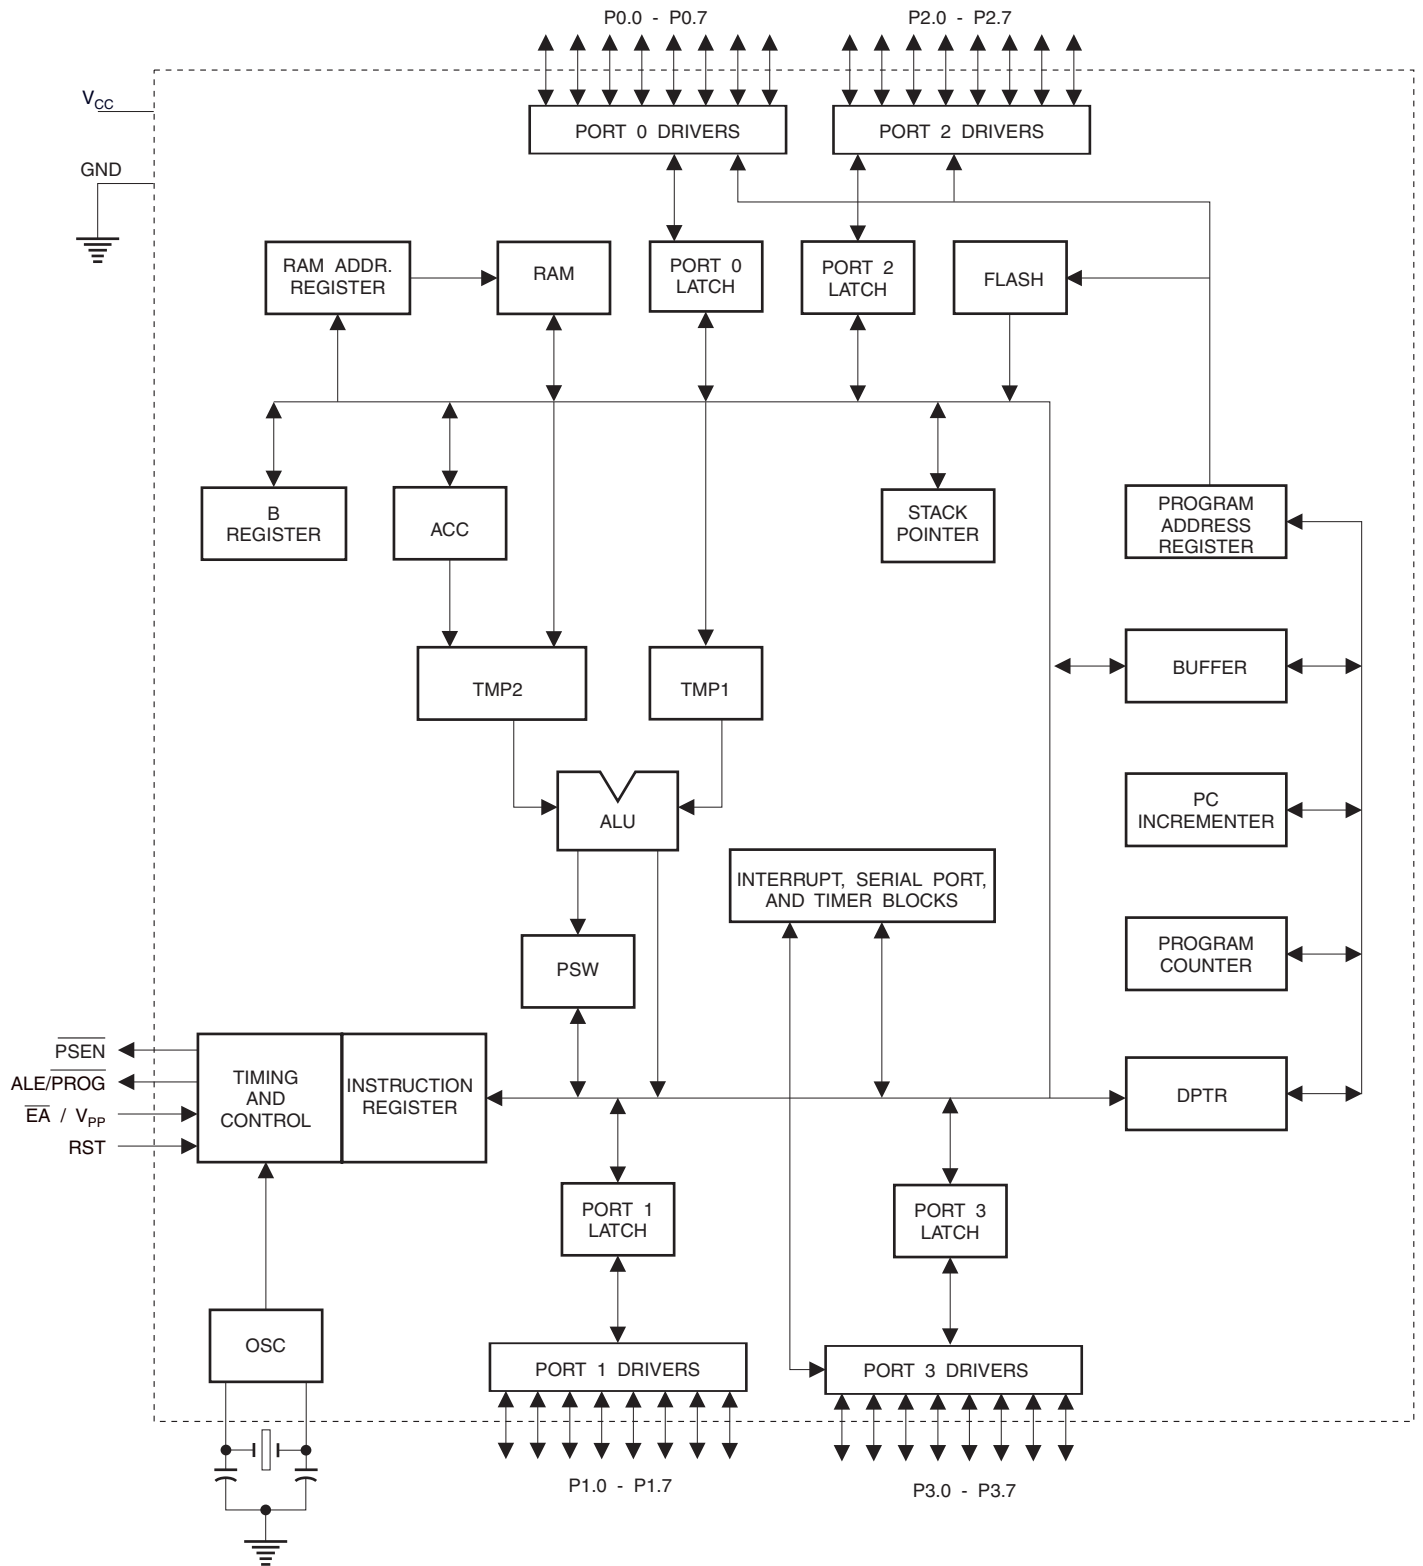 P0.0 - P0.7
P2.0 - P2.7
VCC
PORT 0 DRIVERS
PORT 2 DRIVERS
GND
RAM ADDR.
REGISTER
RAM
PORT 0
LATCH
PORT 2
LATCH
FLASH
B
REGISTER
ACC
STACK
POINTER
PROGRAM
ADDRESS
REGISTER
TMP2
TMP1
BUFFER
ALU
PC
INCREMENTER
INTERRUPT, SERIAL PORT,
AND TIMER BLOCKS
PSW
PROGRAM
COUNTER
PSEN
ALE/PROG
EA / VPP
RST
TIMING
AND
CONTROL
INSTRUCTION
REGISTER
DPTR
PORT 1
LATCH
PORT 3
LATCH
OSC
PORT 1 DRIVERS
PORT 3 DRIVERS
P1.0 - P1.7
P3.0 - P3.7